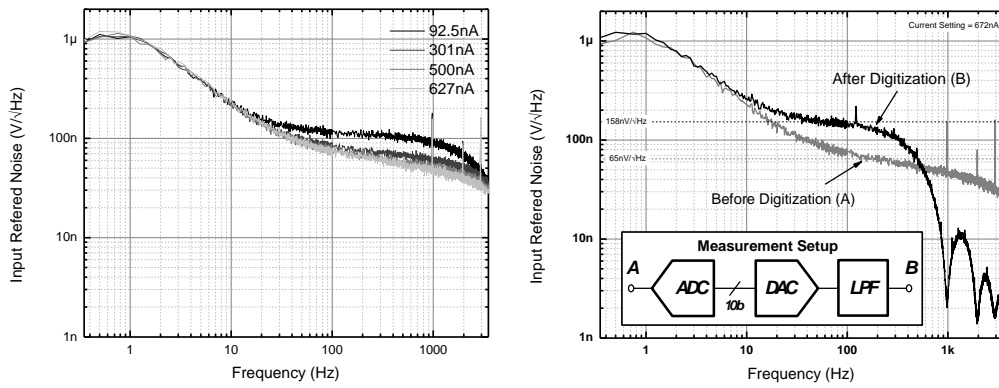 1µ
100n
10n
1n
Input Referred Noise (V/√Hz)
92.5nA
301nA
500nA
627nA
1
10
100
1000
Frequency (Hz)
1µ
100n
10n
1n
Input Referred Noise (V/√Hz)
Current Setting = 672nA
After Digitization (B)
158nV/√Hz
65nV/√Hz
Before Digitization (A)
Measurement Setup
A
ADC
10b
DAC
LPF
B
1
10
100
1k
Frequency (Hz)